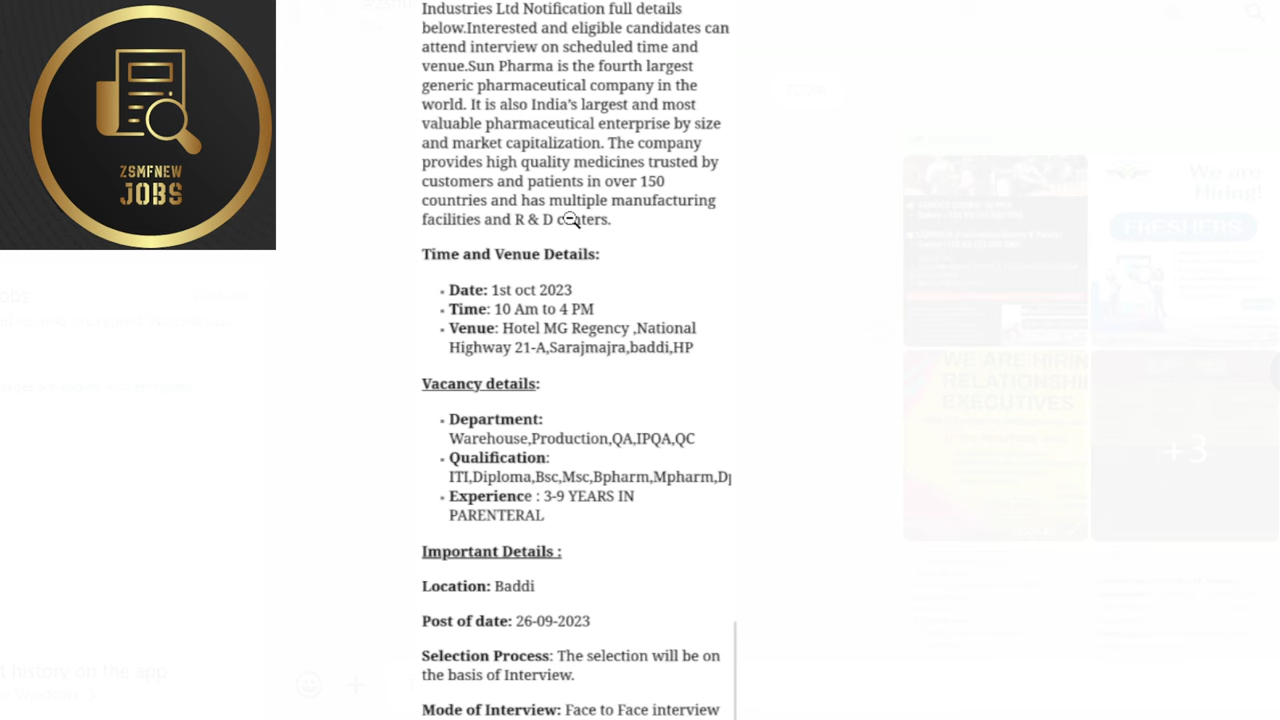 ZSMFNEW
JOBS
Industries Ltd Notification full details
below.Interested and eligible candidates can
attend interview on scheduled time and
venue.Sun Pharma is the fourth largest
generic pharmaceutical company in the
world. It is also India's largest and most
valuable pharmaceutical enterprise by size
and market capitalization. The company
provides high quality medicines trusted by
customers and patients in over 150
countries and has multiple manufacturing
facilities and R & D centers.
Time and Venue Details:
Date: 1st oct 2023
Time: 10 Am to 4 PM
Venue: Hotel MG Regency ,National
Highway 21-A,Sarajmajra,baddi,HP
Vacancy details:
Department:
Warehouse,Production,QA,IPQA,QC
Qualification:
ITI,Diploma,Bsc,Msc,Bpharm,Mpharm,
Experience : 3-9 YEARS IN
PARENTERAL
Important Details :
Location: Baddi
Post of date: 26-09-2023
Selection Process: The selection will be on
the basis of Interview.
Mode of Interview: Face to Face interview
We are
Hiring!
FRESHERS
WE ARE HIRIN
RELATIONSHI
EXECUTIVES
+3
t history on the app